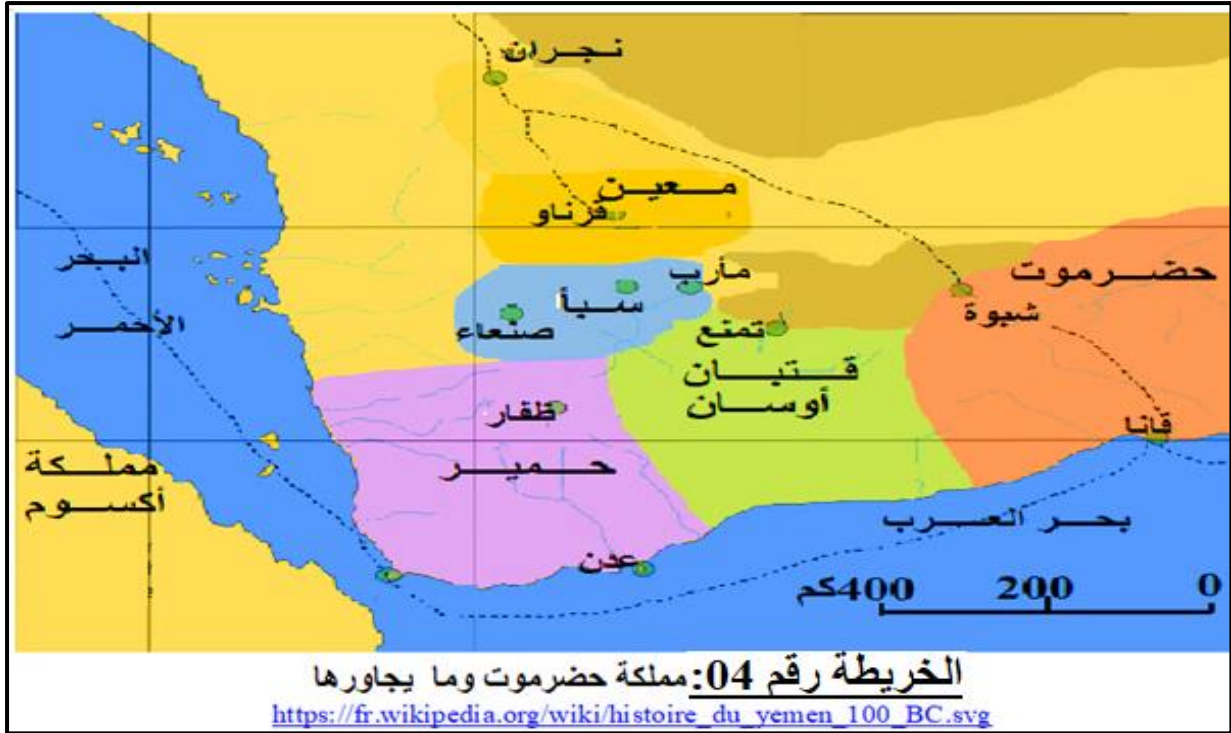 نجران
معين
قرناو
مأرب
سبأ
صنعاء
حضرموت
شبوة
تمنع
قتبان
أوسان
قانا
ظفار
حمير
عدن
البحر
الأحمر
مملكة
أكسوم
بحر العرب
0 200 400كم
الخريطة رقم 04: مملكة حضرموت وما يجاورها
https://fr.wikipedia.org/wiki/histoire_du_yemen_100_BC.svg